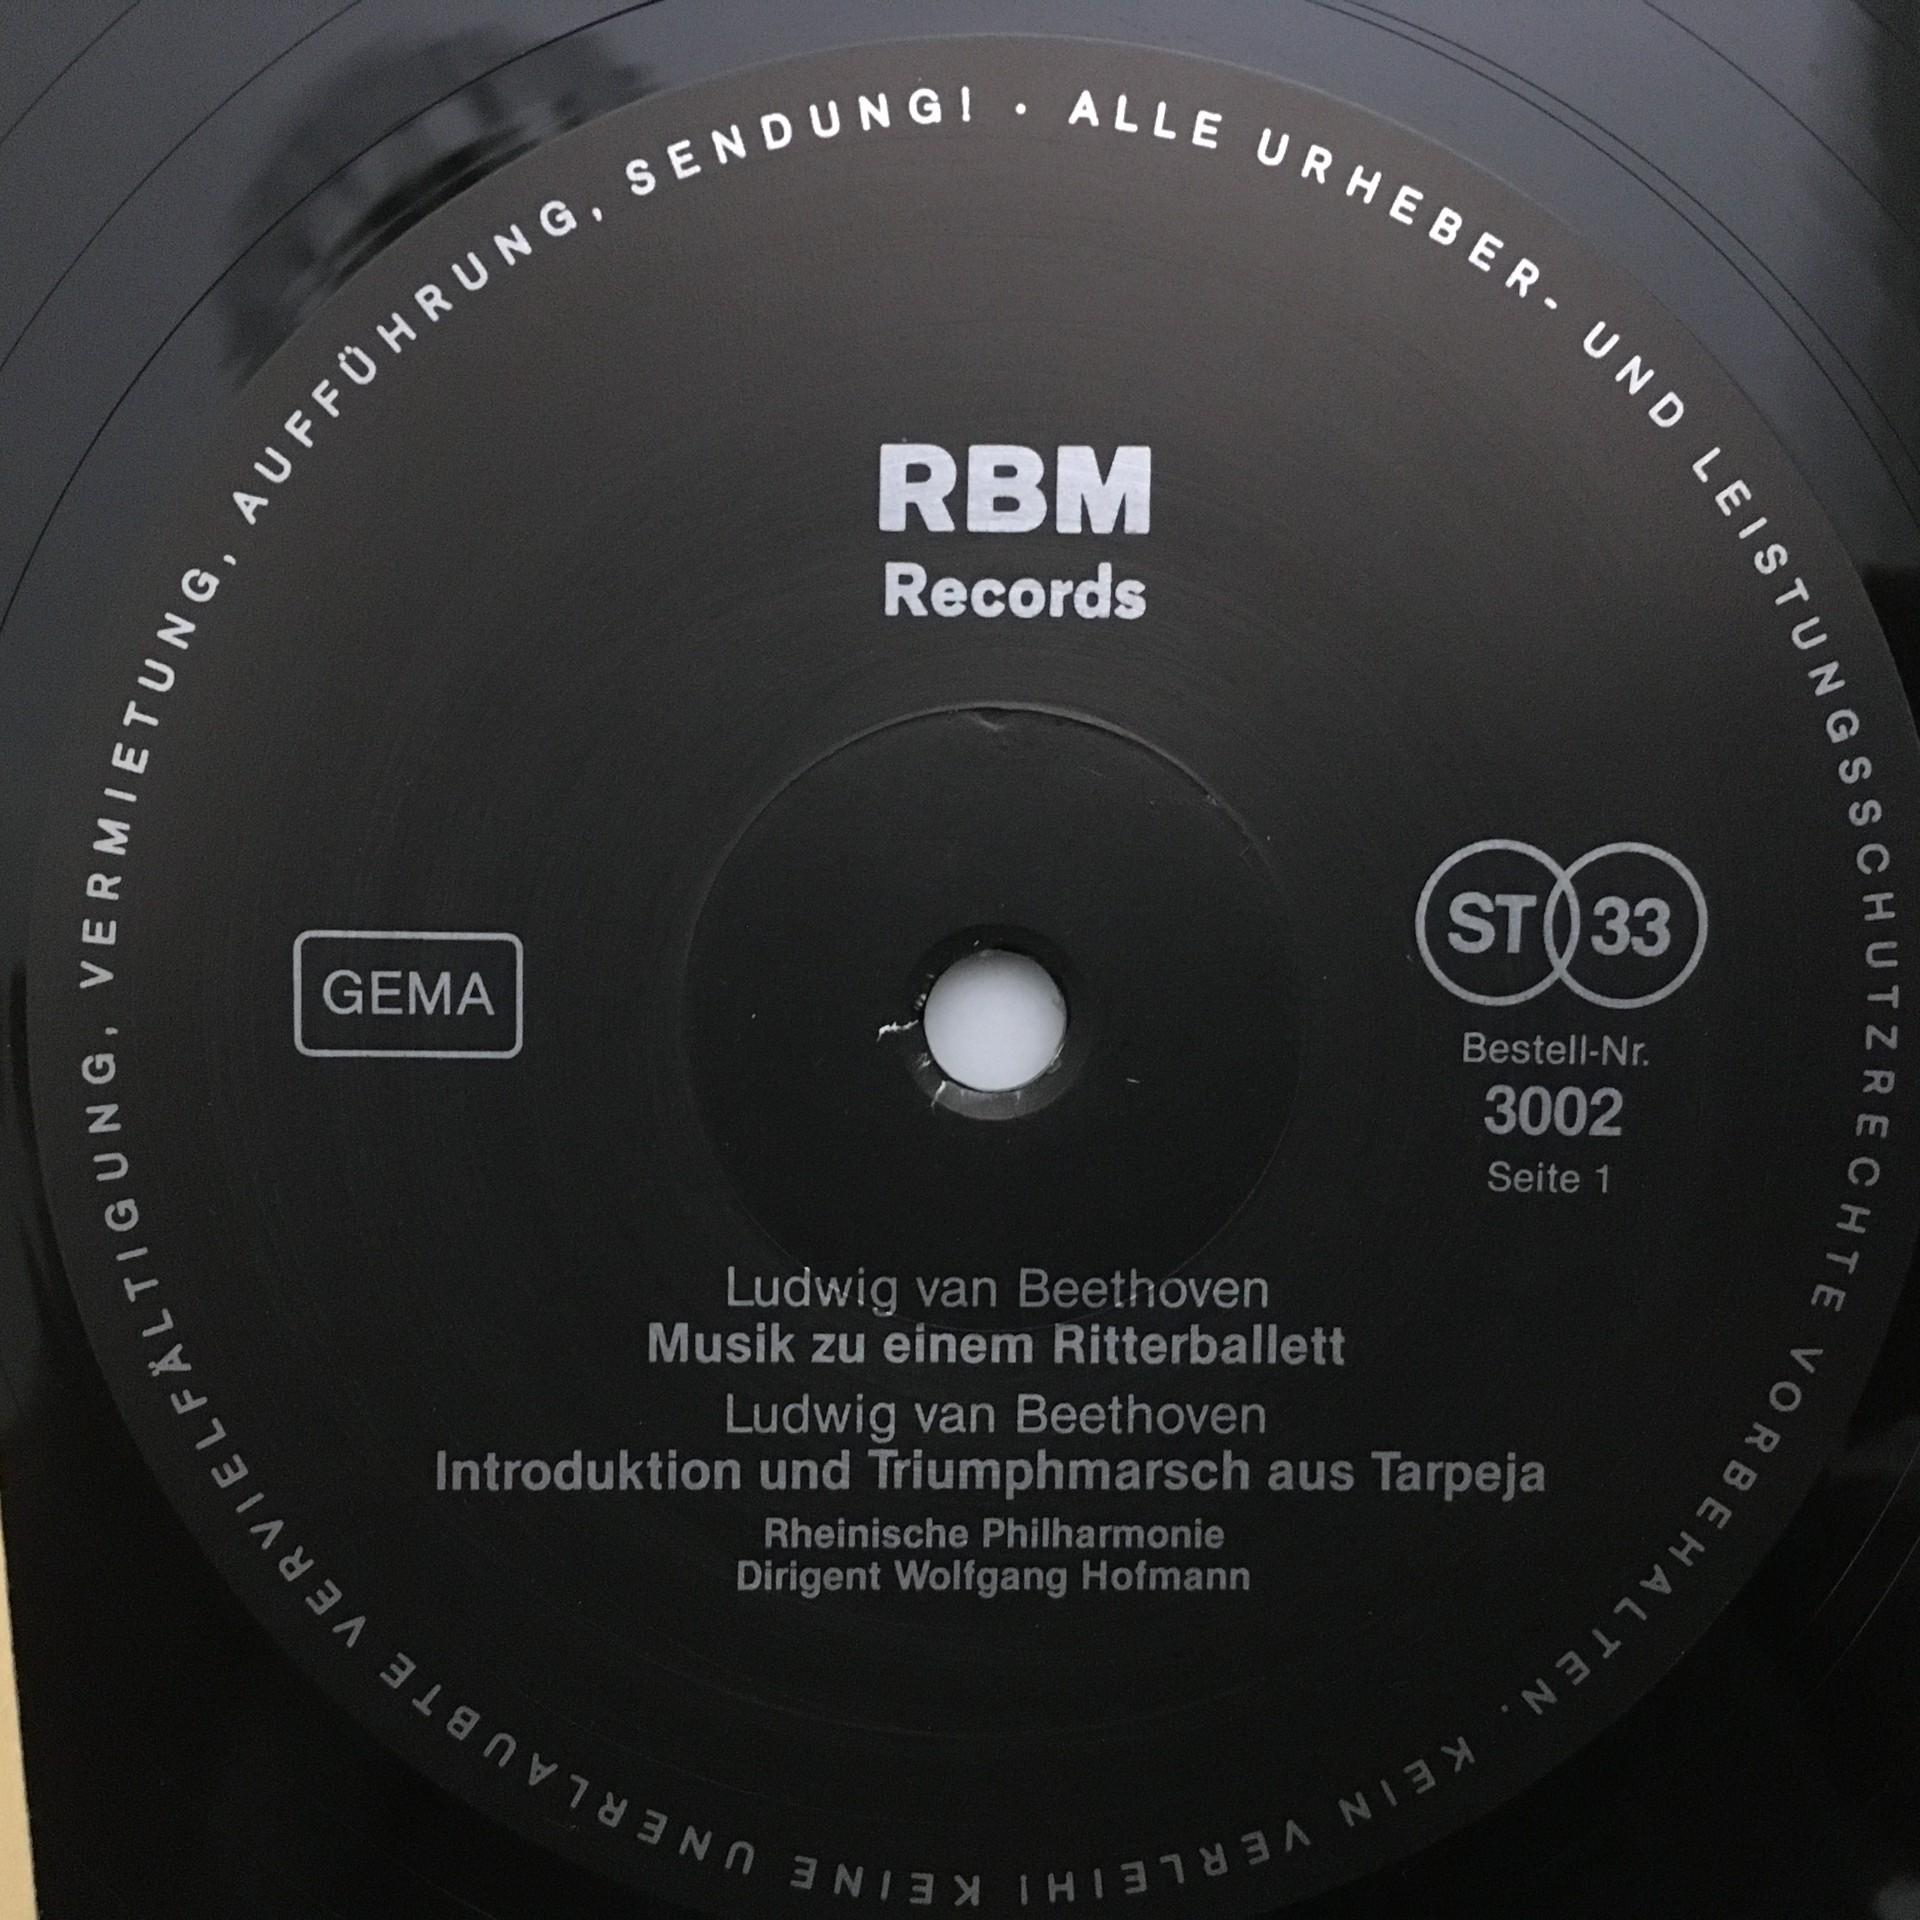 ALLE URHEBER- UND LEISTUNGSSCHUTZRECHTE VORBEHALTEN. KEIN VERLEIH! KEINE UNERLAUBTE VERVIELFÄLTIGUNG, VERMIETUNG, AUFFÜHRUNG, SENDUNG! ·
RBM
Records
GEMA
ST 33
Bestell-Nr.
3002
Seite 1
Ludwig van Beethoven
Musik zu einem Ritterballett
Ludwig van Beethoven
Introduktion und Triumphmarsch aus Tarpeja
Rheinische Philharmonie
Dirigent Wolfgang Hofmann